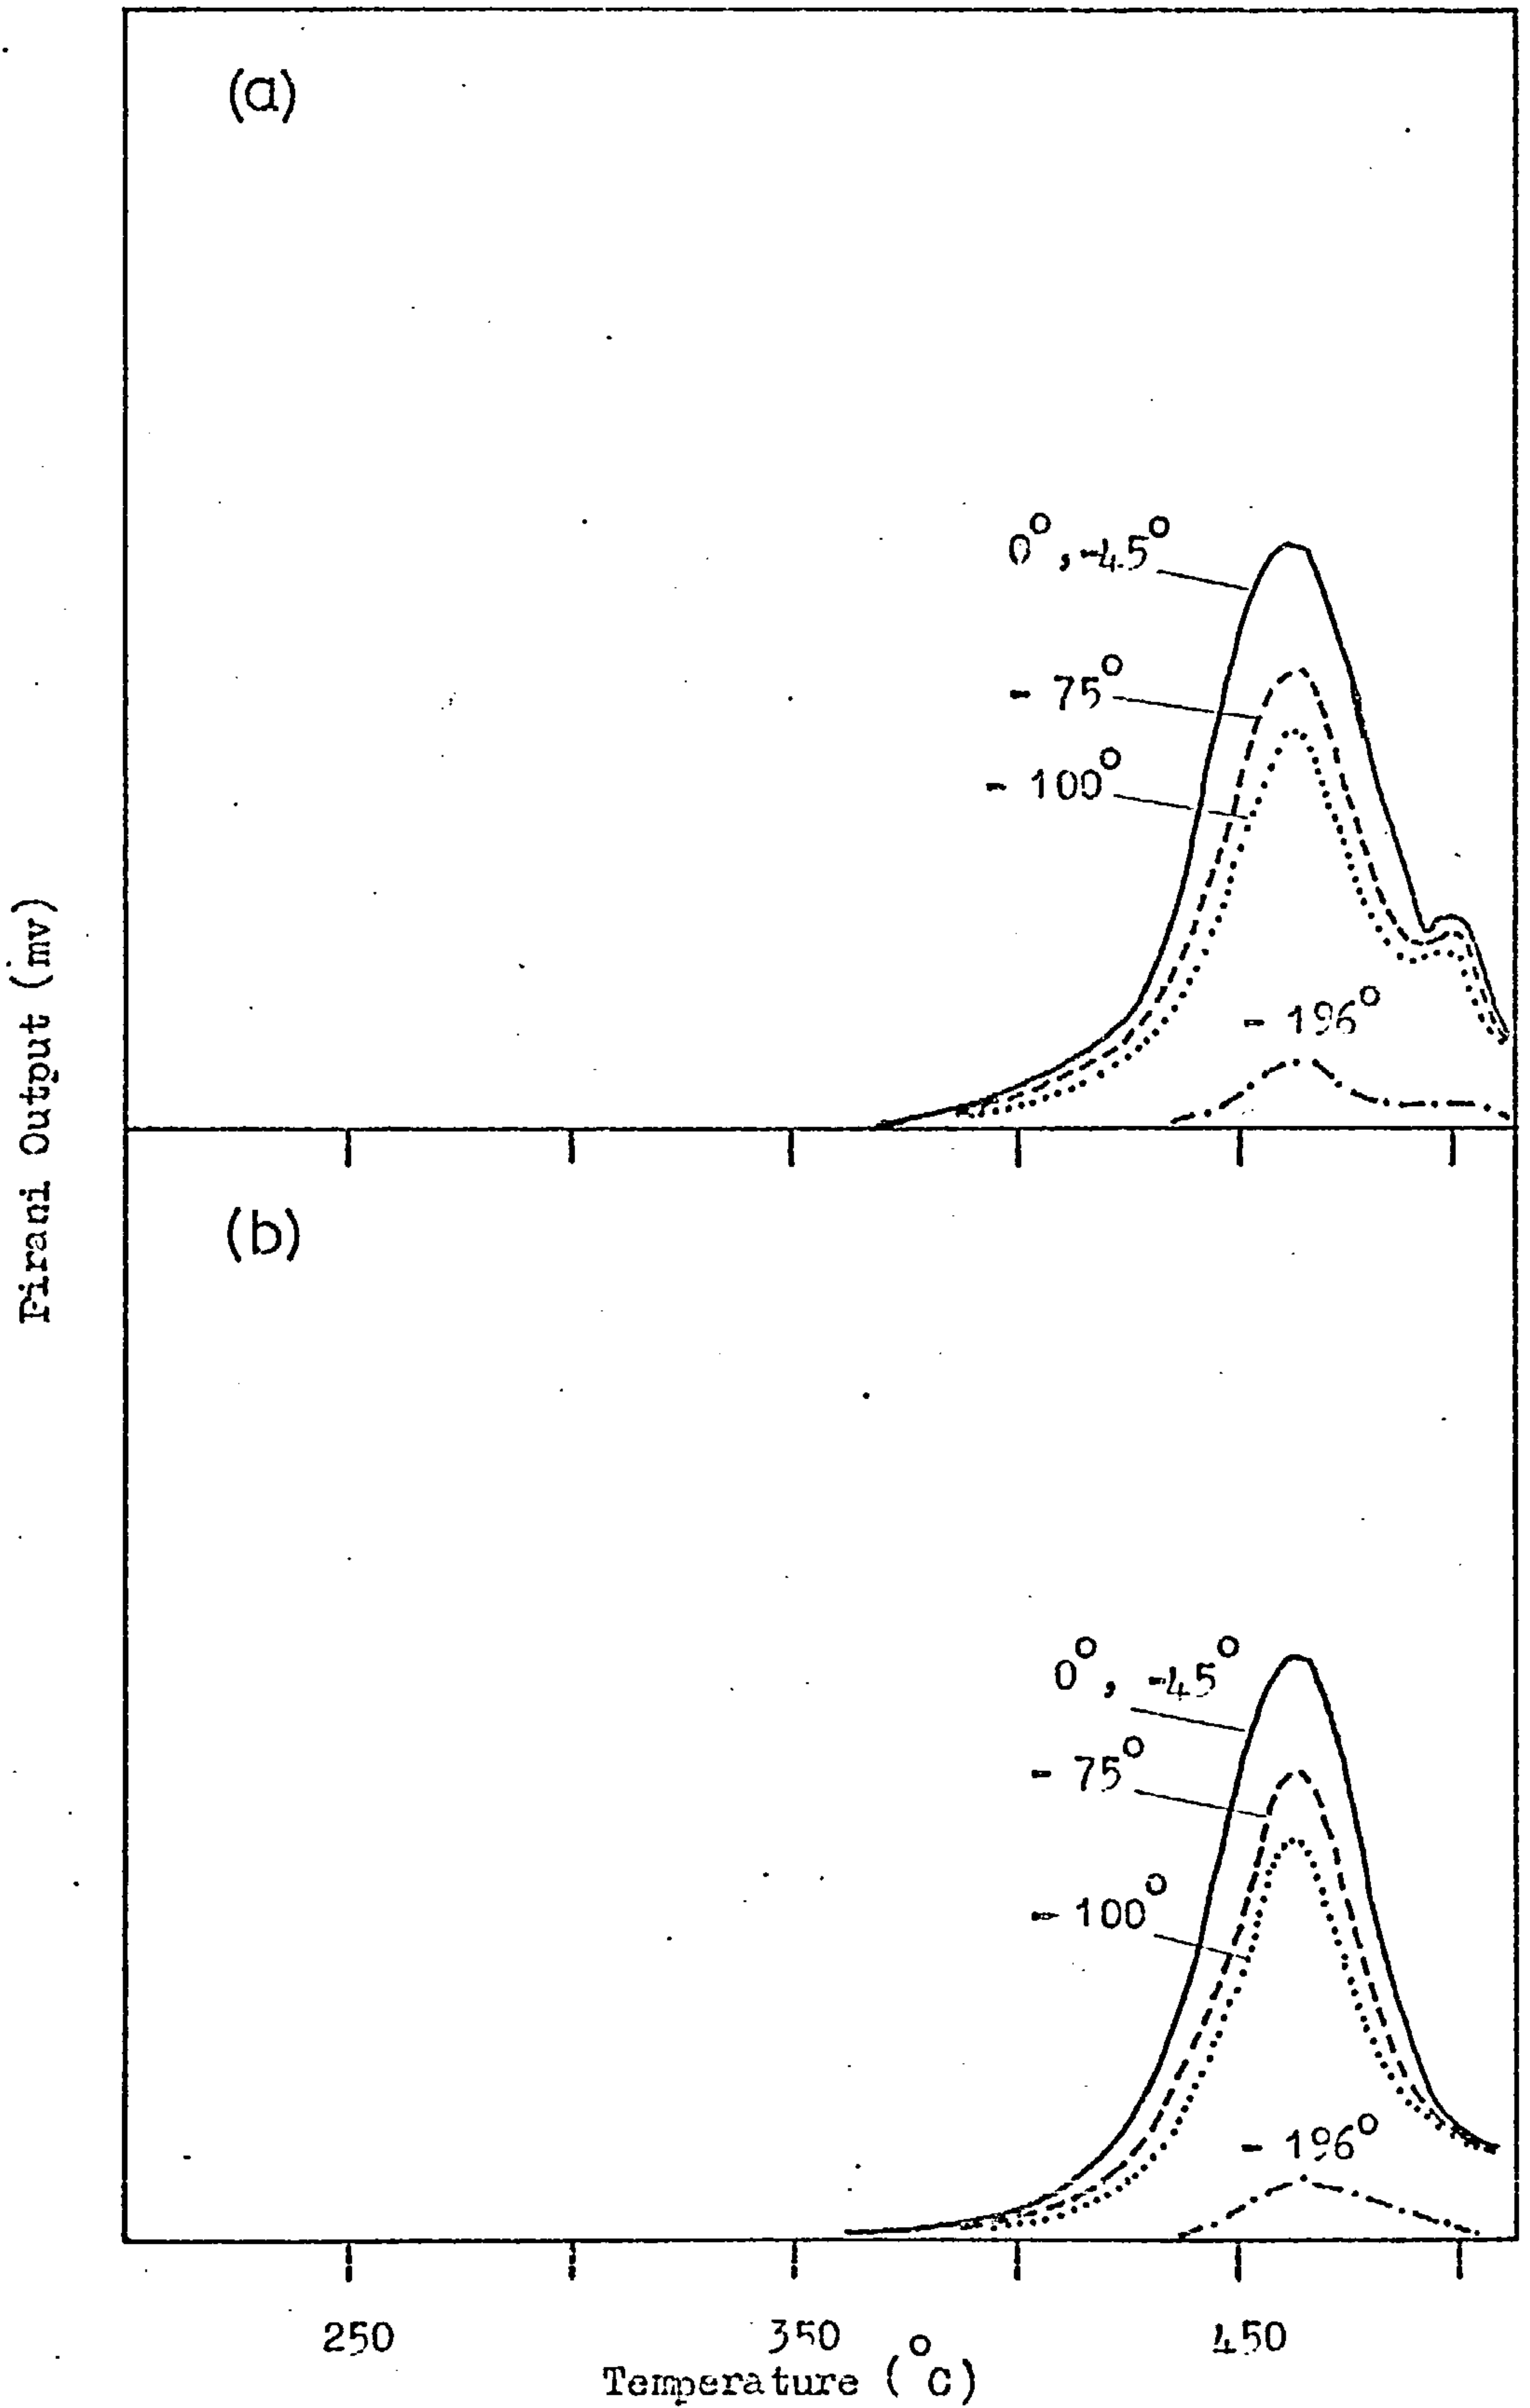 (a)
0°, -45°
- 75°
- 100°
- 196°
Pirani Output (mv)
(b)
0°, -45°
- 75°
- 100°
- 196°
250 350 450
Temperature (°C)